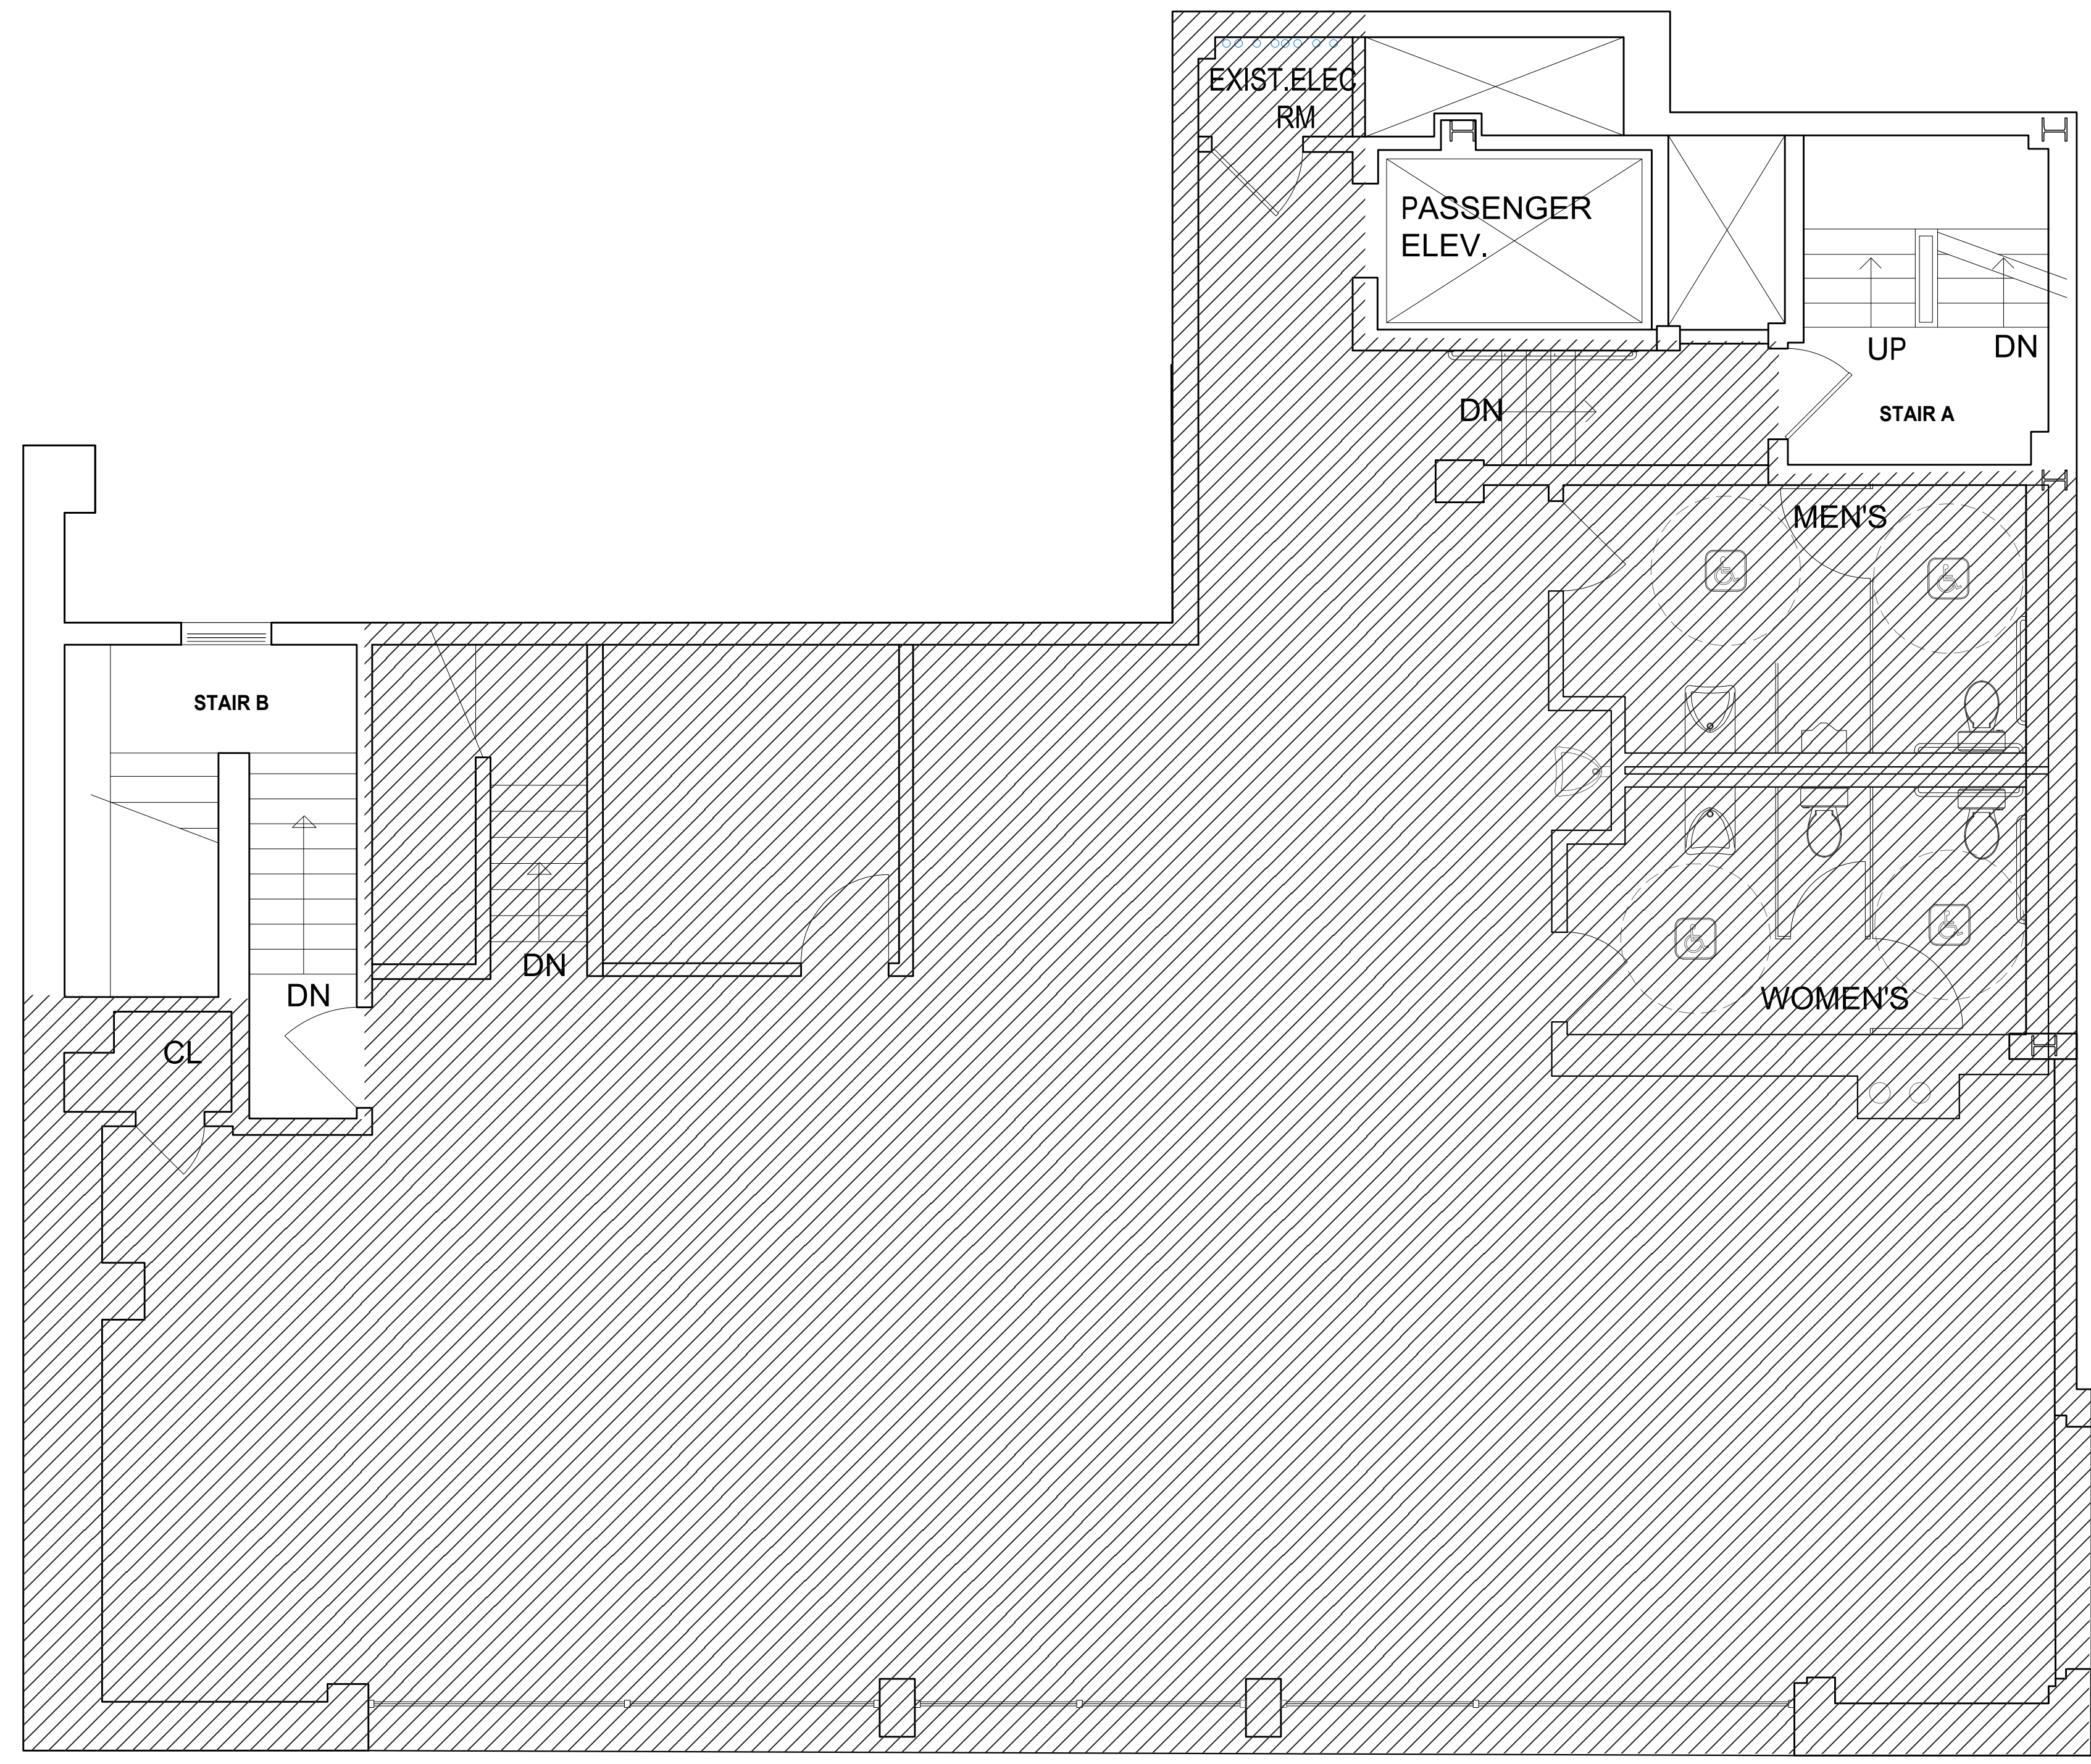 EXIST.ELEC
RM
PASSENGER
ELEV.
UP
DN
DN
STAIR A
MEN'S
STAIR B
DN
DN
WOMEN'S
CL